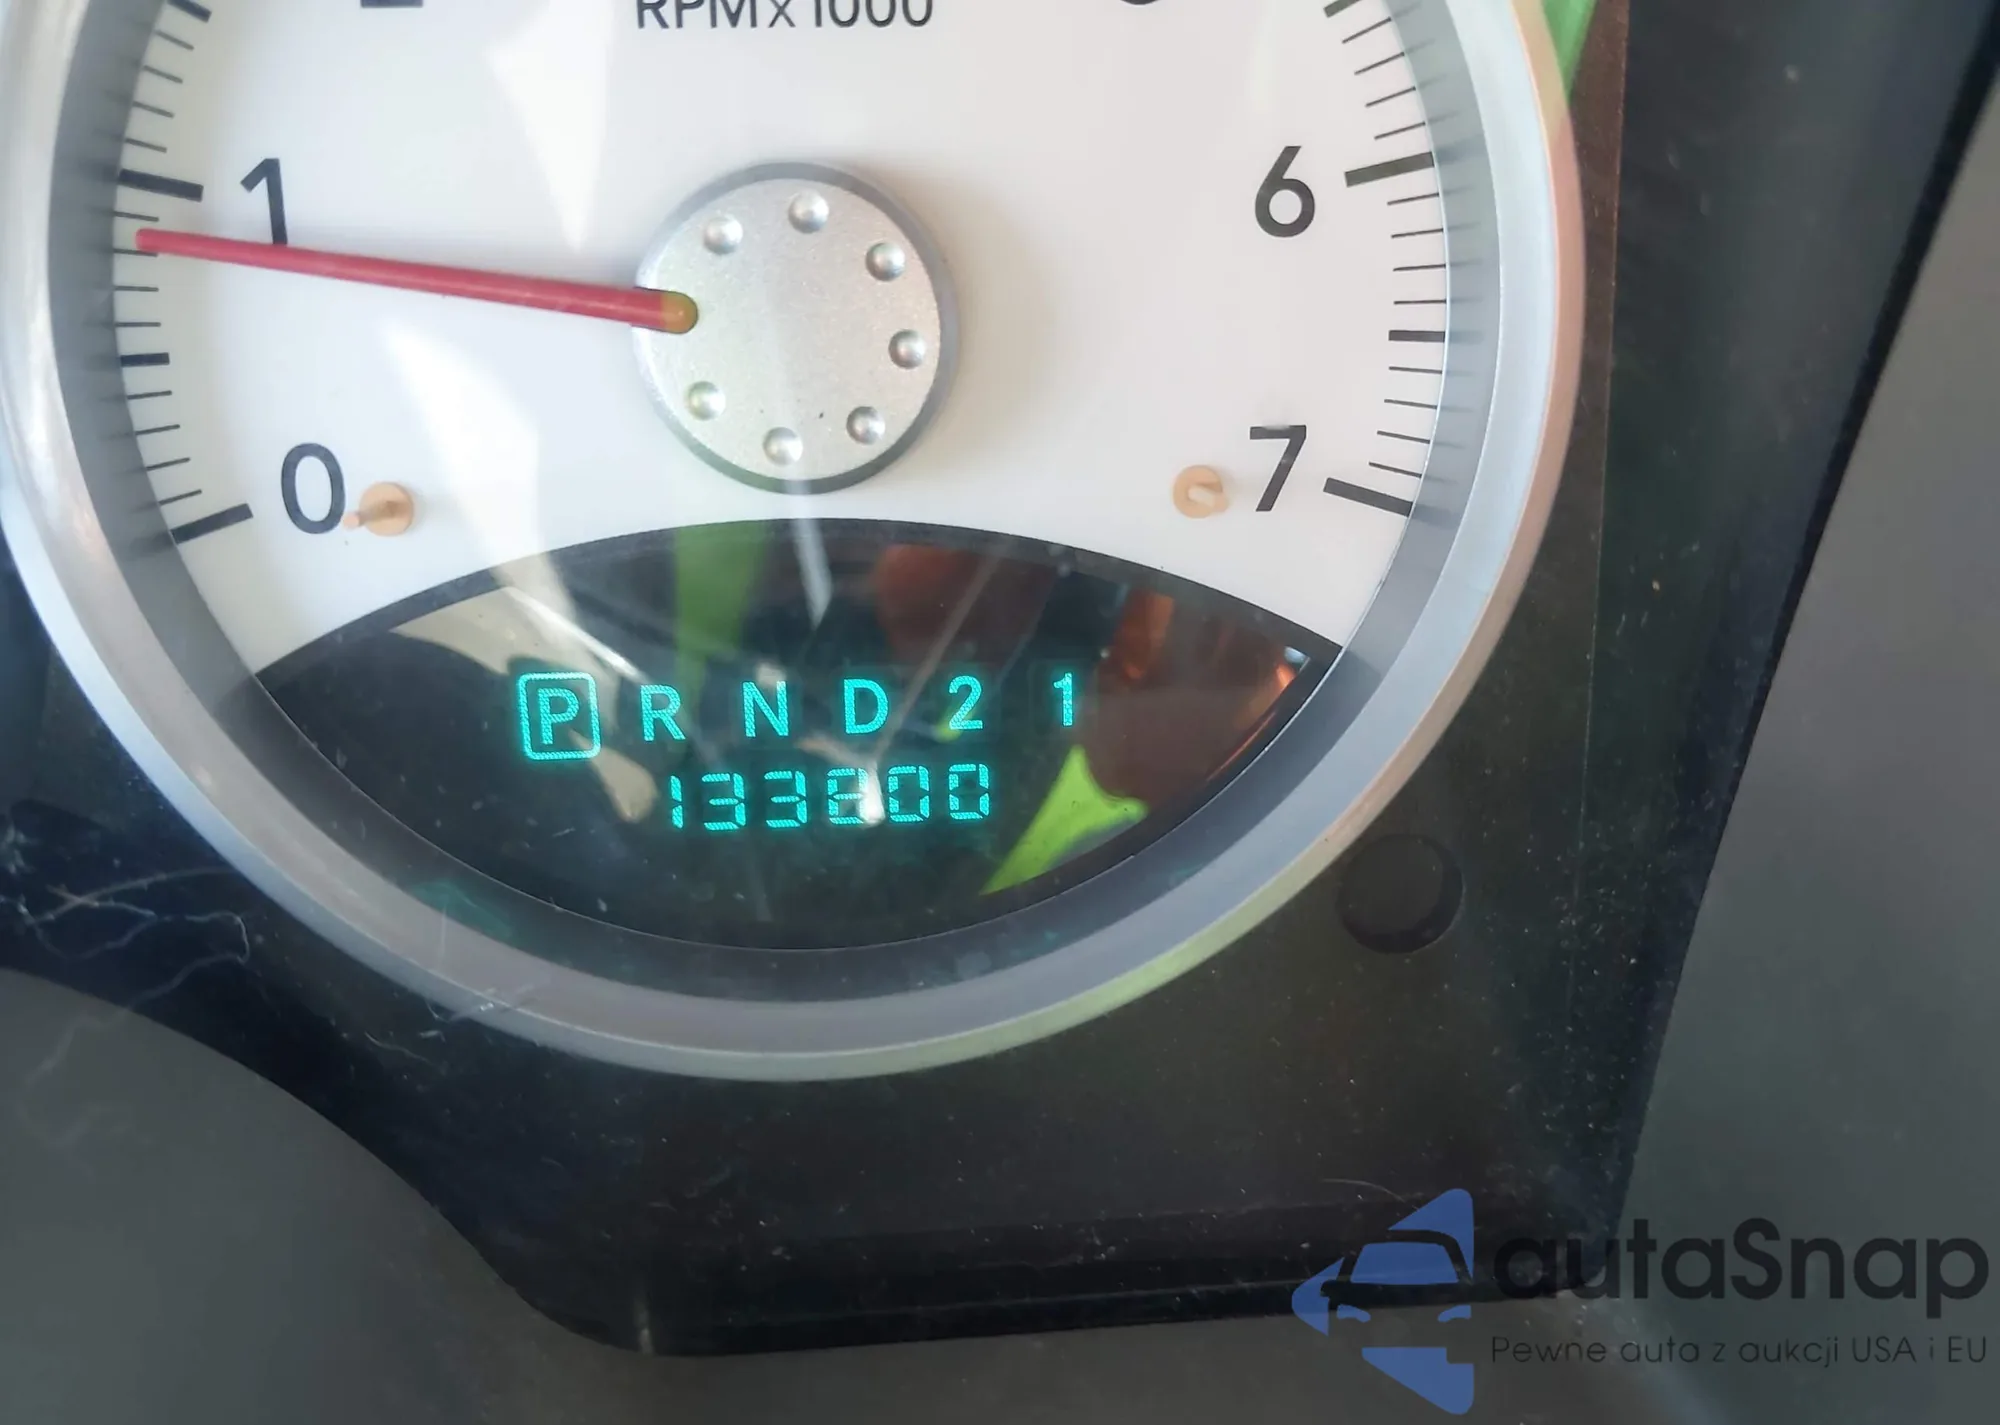 RPM x 1000
1
6
0
7
P R N D 2 1
133800
autaSnap
Pewne auta z aukcji USA i EU